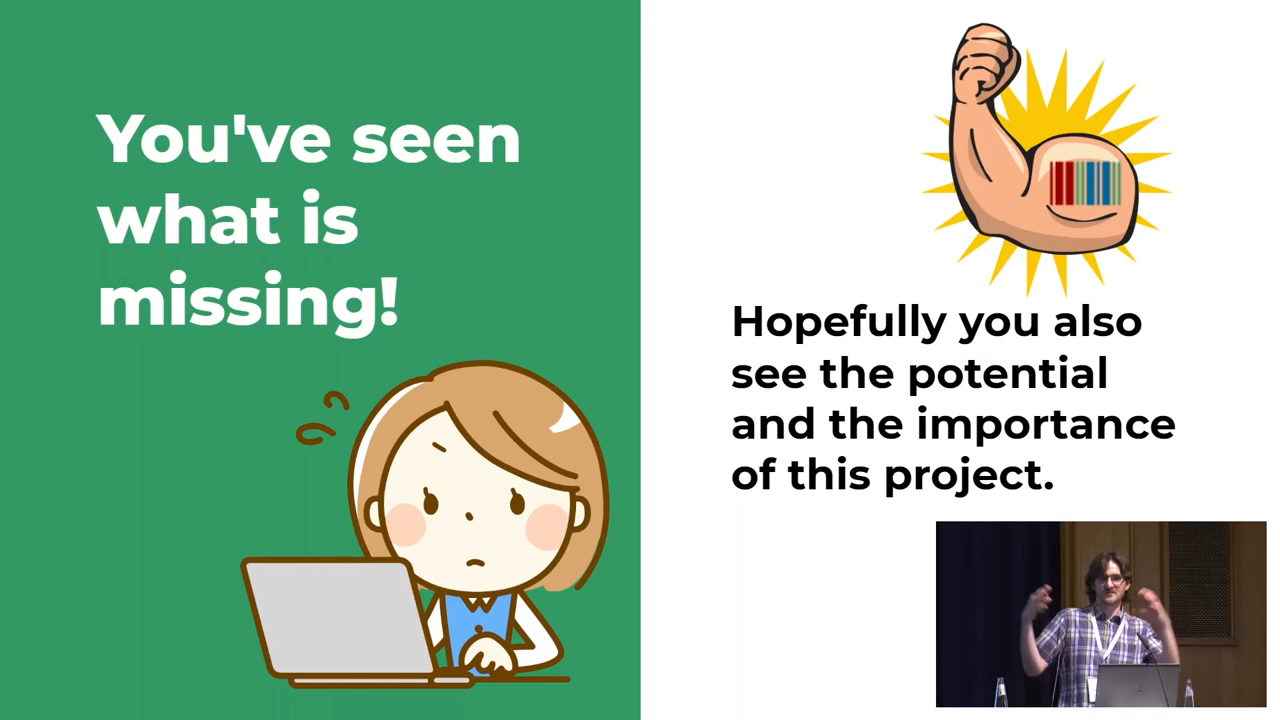 You've seen
what is
missing!
Hopefully you also
see the potential
and the importance
of this project.